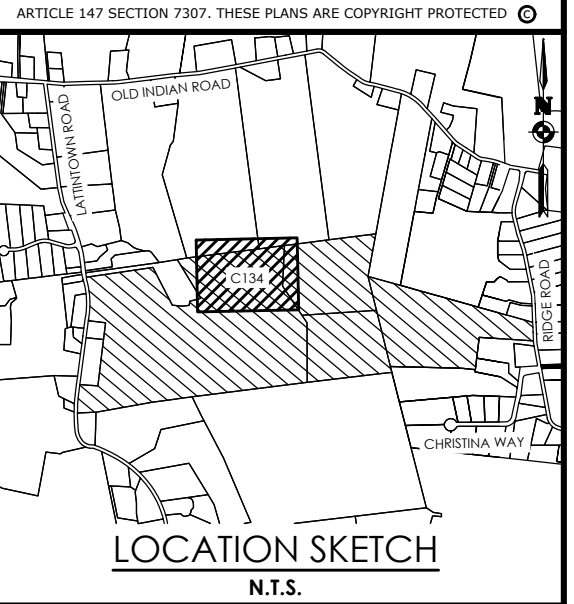 ARTICLE 147 SECTION 7307. THESE PLANS ARE COPYRIGHT PROTECTED ©
OLD INDIAN ROAD
LATTINTOWN ROAD
N
C134
RIDGE ROAD
CHRISTINA WAY
LOCATION SKETCH
N.T.S.